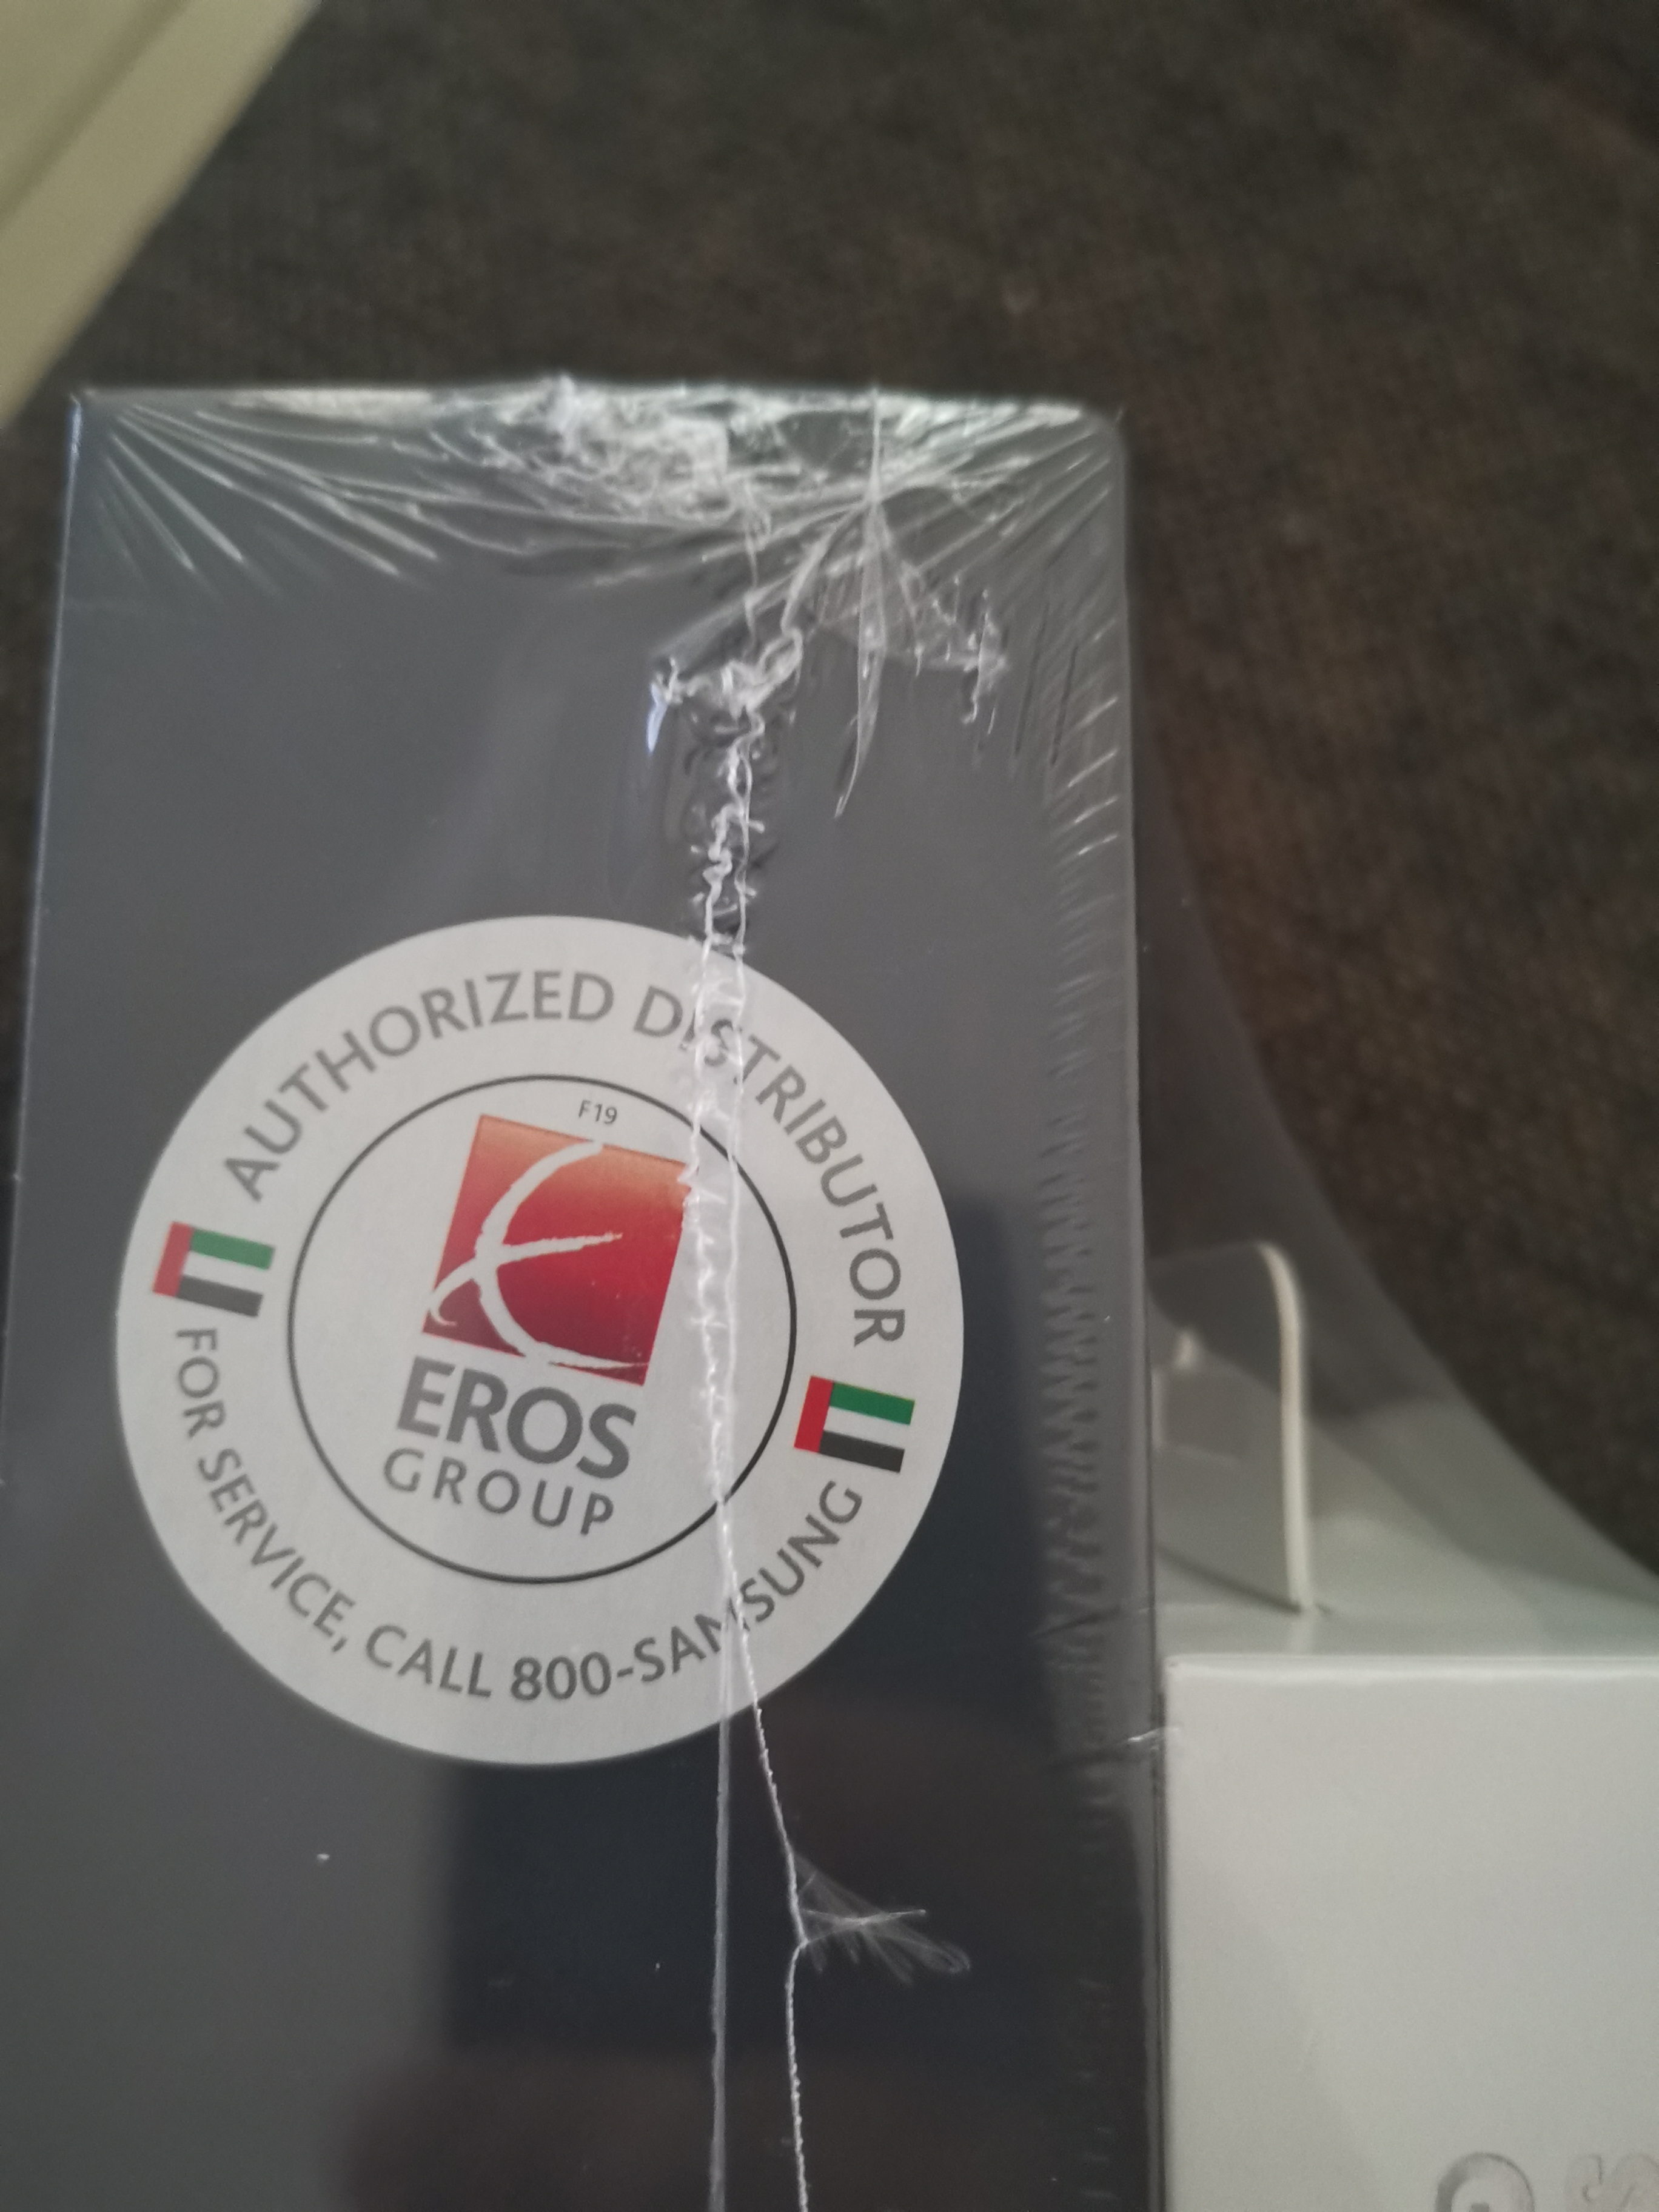 AUTHORIZED DISTRIBUTOR
F19
EROS
GROUP
FOR SERVICE, CALL 800-SAMSUNG